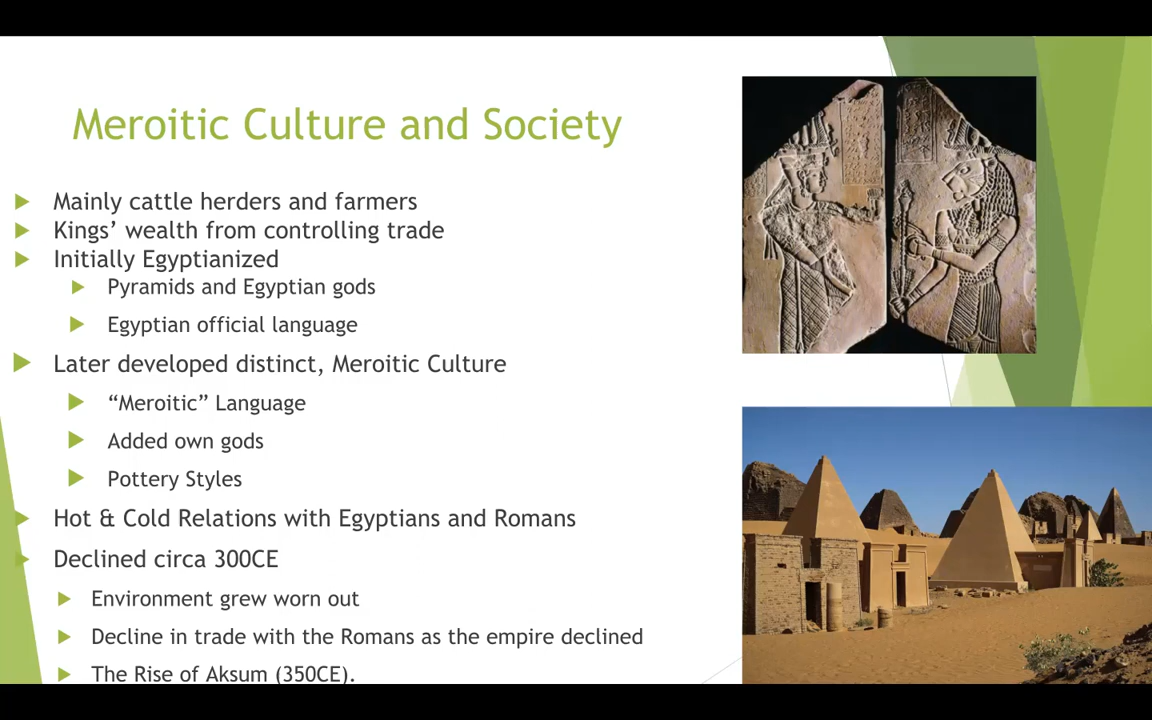 Meroitic Culture and Society
Mainly cattle herders and farmers
Kings’ wealth from controlling trade
Initially Egyptianized
Pyramids and Egyptian gods
Egyptian official language
Later developed distinct, Meroitic Culture
“Meroitic” Language
Added own gods
Pottery Styles
Hot & Cold Relations with Egyptians and Romans
Declined circa 300CE
Environment grew worn out
Decline in trade with the Romans as the empire declined
The Rise of Aksum (350CE).